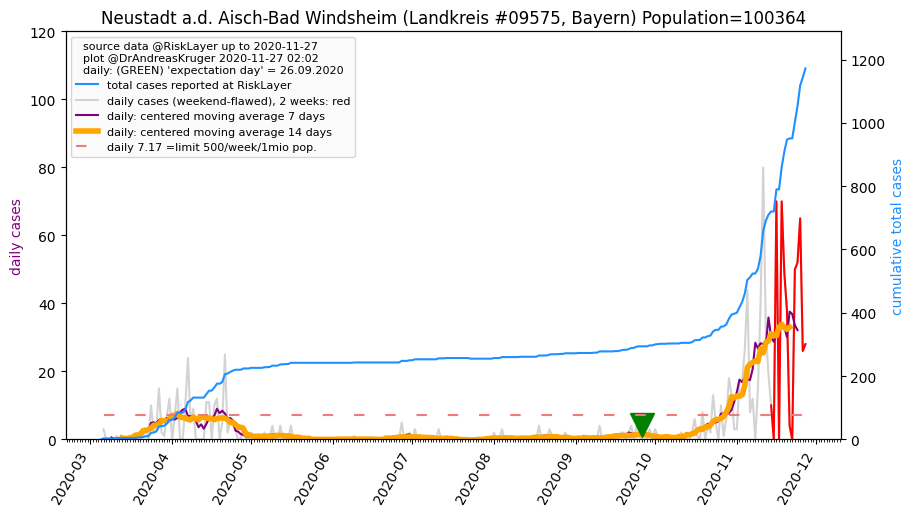 Neustadt a.d. Aisch-Bad Windsheim (Landkreis #09575, Bayern) Population=100364
source data @RiskLayer up to 2020-11-27
plot @DrAndreasKruger 2020-11-27 02:02
daily: (GREEN) 'expectation day' = 26.09.2020
total cases reported at RiskLayer
daily cases (weekend-flawed), 2 weeks: red
daily: centered moving average 7 days
daily: centered moving average 14 days
daily 7.17 =limit 500/week/1mio pop.
daily cases
120
100
80
60
40
20
0
cumulative total cases
1200
1000
800
600
400
200
0
2020-03
2020-04
2020-05
2020-06
2020-07
2020-08
2020-09
2020-10
2020-11
2020-12